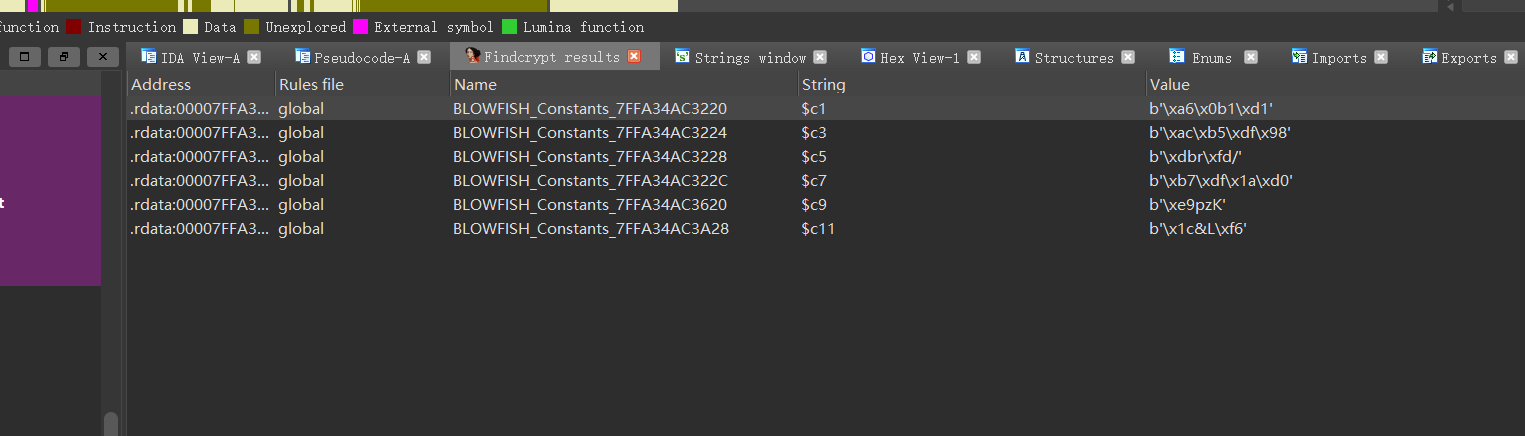 function Instruction Data Unexplored External symbol Lumina function
IDA View-A Pseudocode-A Findcrypt results Strings window Hex View-1 Structures Enums Imports Exports
Address Rules file Name String Value
.rdata:00007FFA3... global BLOWFISH_Constants_7FFA34AC3220 $c1 b'\xa6\x0b1\xd1'
.rdata:00007FFA3... global BLOWFISH_Constants_7FFA34AC3224 $c3 b'\xac\xb5\xdf\x98'
.rdata:00007FFA3... global BLOWFISH_Constants_7FFA34AC3228 $c5 b'\xdbr\xfd/'
.rdata:00007FFA3... global BLOWFISH_Constants_7FFA34AC322C $c7 b'\xb7\xdf\x1a\xd0'
t
.rdata:00007FFA3... global BLOWFISH_Constants_7FFA34AC3620 $c9 b'\xe9pzK'
.rdata:00007FFA3... global BLOWFISH_Constants_7FFA34AC3A28 $c11 b'\x1c&L\xf6'